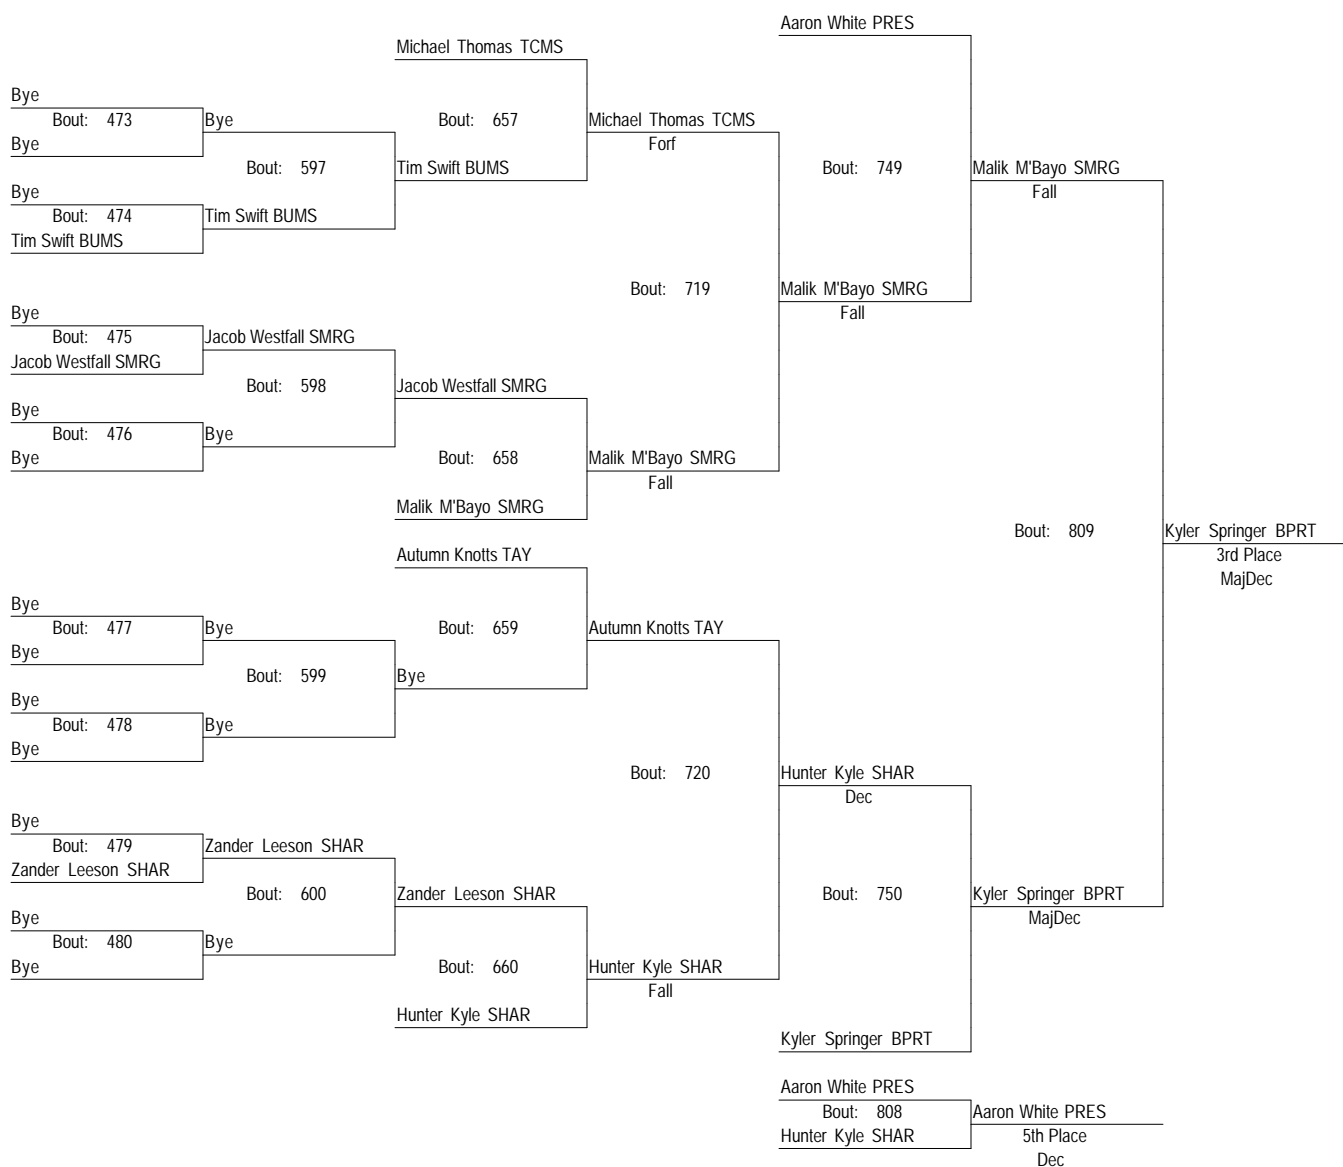 Aaron White PRES
Michael Thomas TCMS
Bye
Bout: 473
Bye
Bye
Bout: 657
Michael Thomas TCMS
Forf
Bout: 597
Tim Swift BUMS
Bout: 749
Malik M'Bayo SMRG
Fall
Bye
Bout: 474
Tim Swift BUMS
Tim Swift BUMS
Bout: 719
Malik M'Bayo SMRG
Fall
Bye
Bout: 475
Jacob Westfall SMRG
Jacob Westfall SMRG
Bout: 598
Jacob Westfall SMRG
Bye
Bout: 476
Bye
Bye
Bout: 658
Malik M'Bayo SMRG
Fall
Malik M'Bayo SMRG
Bout: 809
Kyler Springer BPRT
3rd Place
MajDec
Autumn Knotts TAY
Bye
Bout: 477
Bye
Bye
Bout: 659
Autumn Knotts TAY
Bout: 599
Bye
Bye
Bout: 478
Bye
Bye
Bout: 720
Hunter Kyle SHAR
Dec
Bye
Bout: 479
Zander Leeson SHAR
Zander Leeson SHAR
Bout: 600
Zander Leeson SHAR
Bout: 750
Kyler Springer BPRT
MajDec
Bye
Bout: 480
Bye
Bye
Bout: 660
Hunter Kyle SHAR
Fall
Hunter Kyle SHAR
Kyler Springer BPRT
Aaron White PRES
Bout: 808
Hunter Kyle SHAR
Aaron White PRES
5th Place
Dec